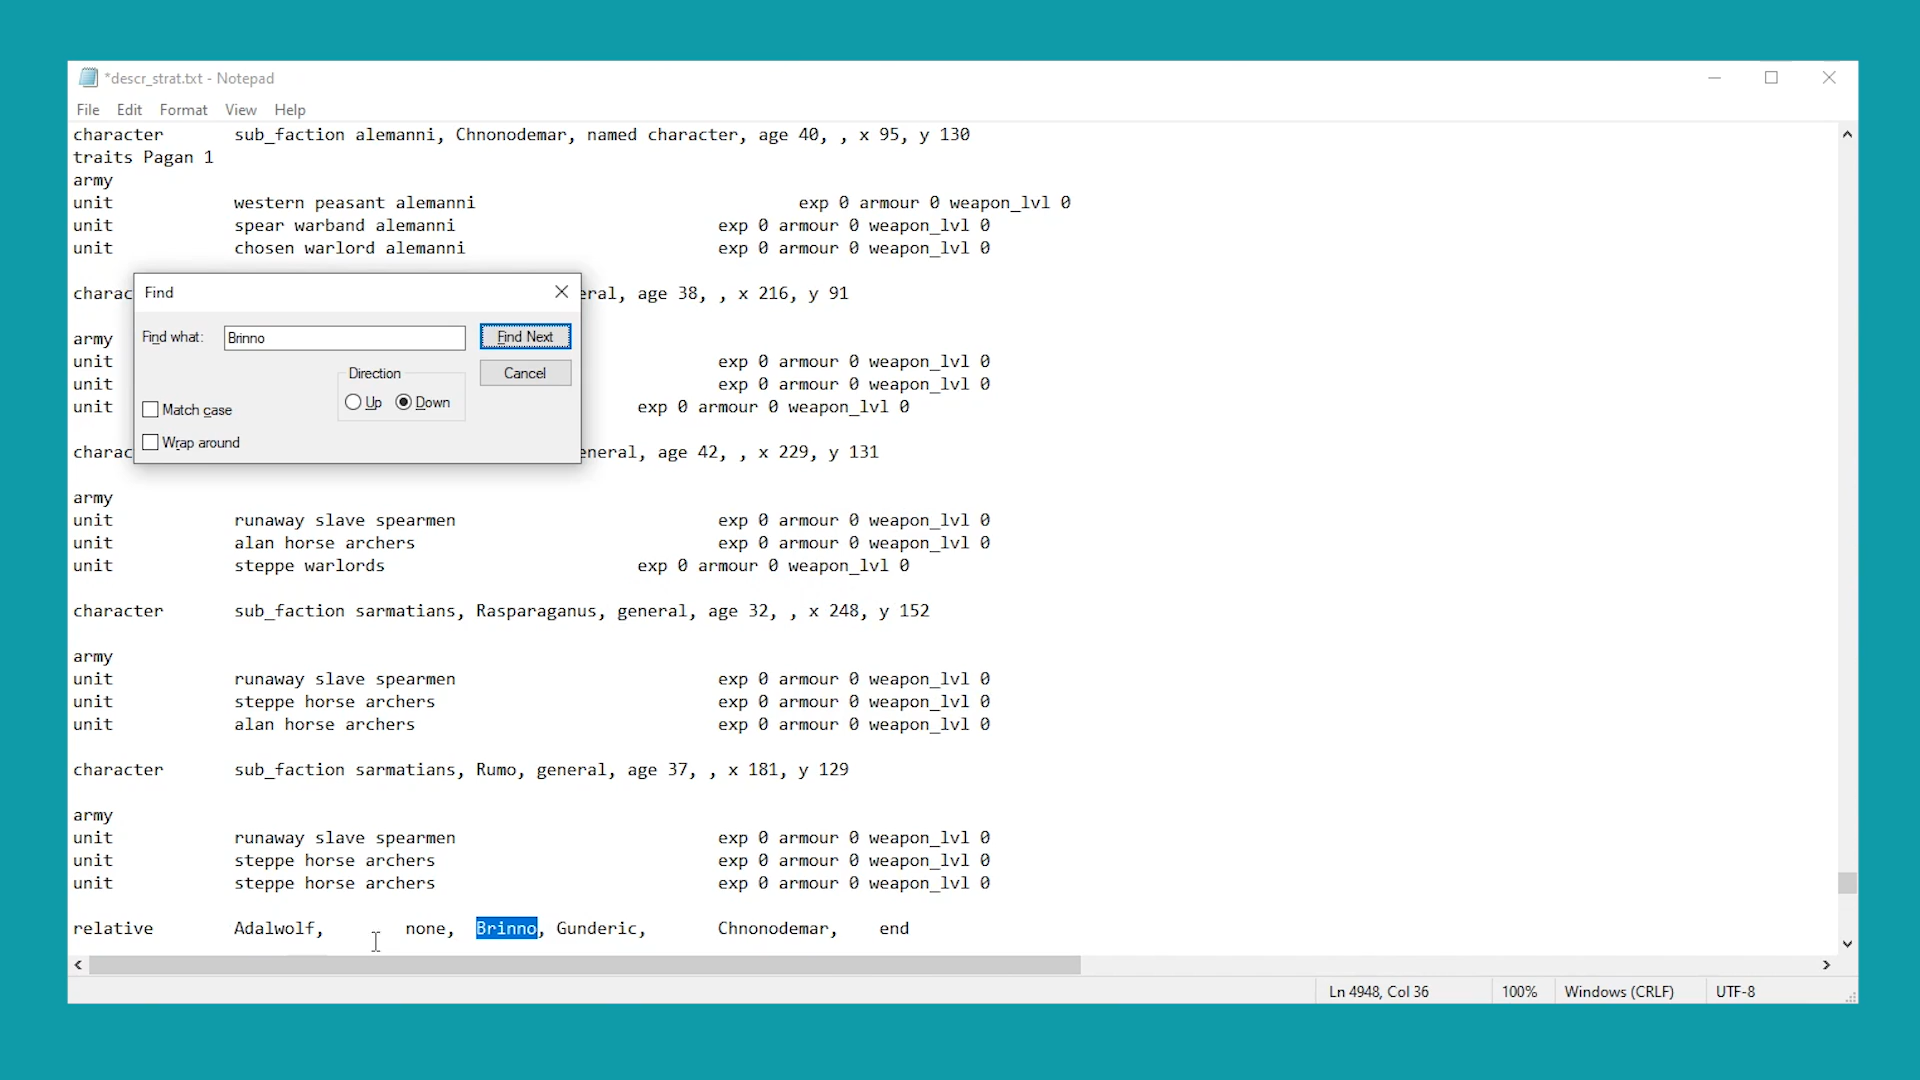 *descr_strat.txt - Notepad
File Edit Format View Help
character sub_faction alemanni, Chnonodemar, named character, age 40, , x 95, y 130
traits Pagan 1
army
unit western peasant alemanni exp 0 armour 0 weapon_lvl 0
unit spear warband alemanni exp 0 armour 0 weapon_lvl 0
unit chosen warlord alemanni exp 0 armour 0 weapon_lvl 0
charac eral, age 38, , x 216, y 91
army
unit exp 0 armour 0 weapon_lvl 0
unit exp 0 armour 0 weapon_lvl 0
unit exp 0 armour 0 weapon_lvl 0
charac eneral, age 42, , x 229, y 131
Find
Find what: Brinno Find Next
Direction Cancel
Up Down
Match case
Wrap around
army
unit runaway slave spearmen exp 0 armour 0 weapon_lvl 0
unit alan horse archers exp 0 armour 0 weapon_lvl 0
unit steppe warlords exp 0 armour 0 weapon_lvl 0
character sub_faction sarmatians, Rasparaganus, general, age 32, , x 248, y 152
army
unit runaway slave spearmen exp 0 armour 0 weapon_lvl 0
unit steppe horse archers exp 0 armour 0 weapon_lvl 0
unit alan horse archers exp 0 armour 0 weapon_lvl 0
character sub_faction sarmatians, Rumo, general, age 37, , x 181, y 129
army
unit runaway slave spearmen exp 0 armour 0 weapon_lvl 0
unit steppe horse archers exp 0 armour 0 weapon_lvl 0
unit steppe horse archers exp 0 armour 0 weapon_lvl 0
relative Adalwolf, none, Brinno, Gunderic, Chnonodemar, end
Ln 4948, Col 36 100% Windows (CRLF) UTF-8